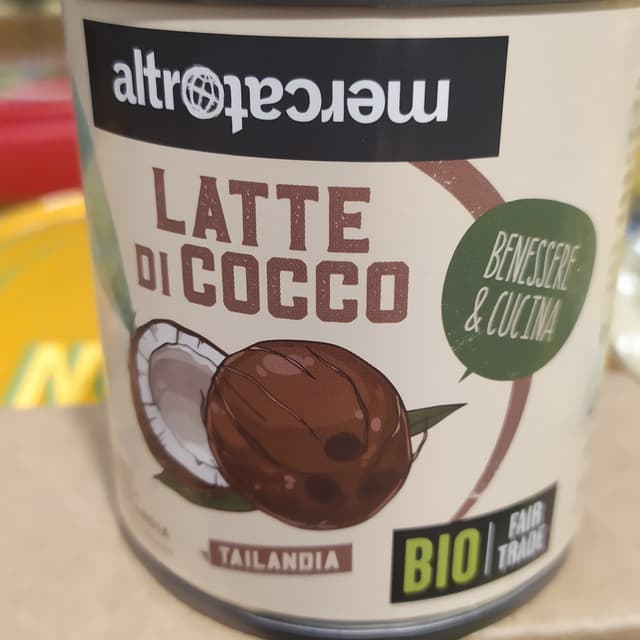 altromercato
LATTE
DI COCCO
BENESSERE
& CUCINA
TAILANDIA
BIO
FAIR
TRADE
N